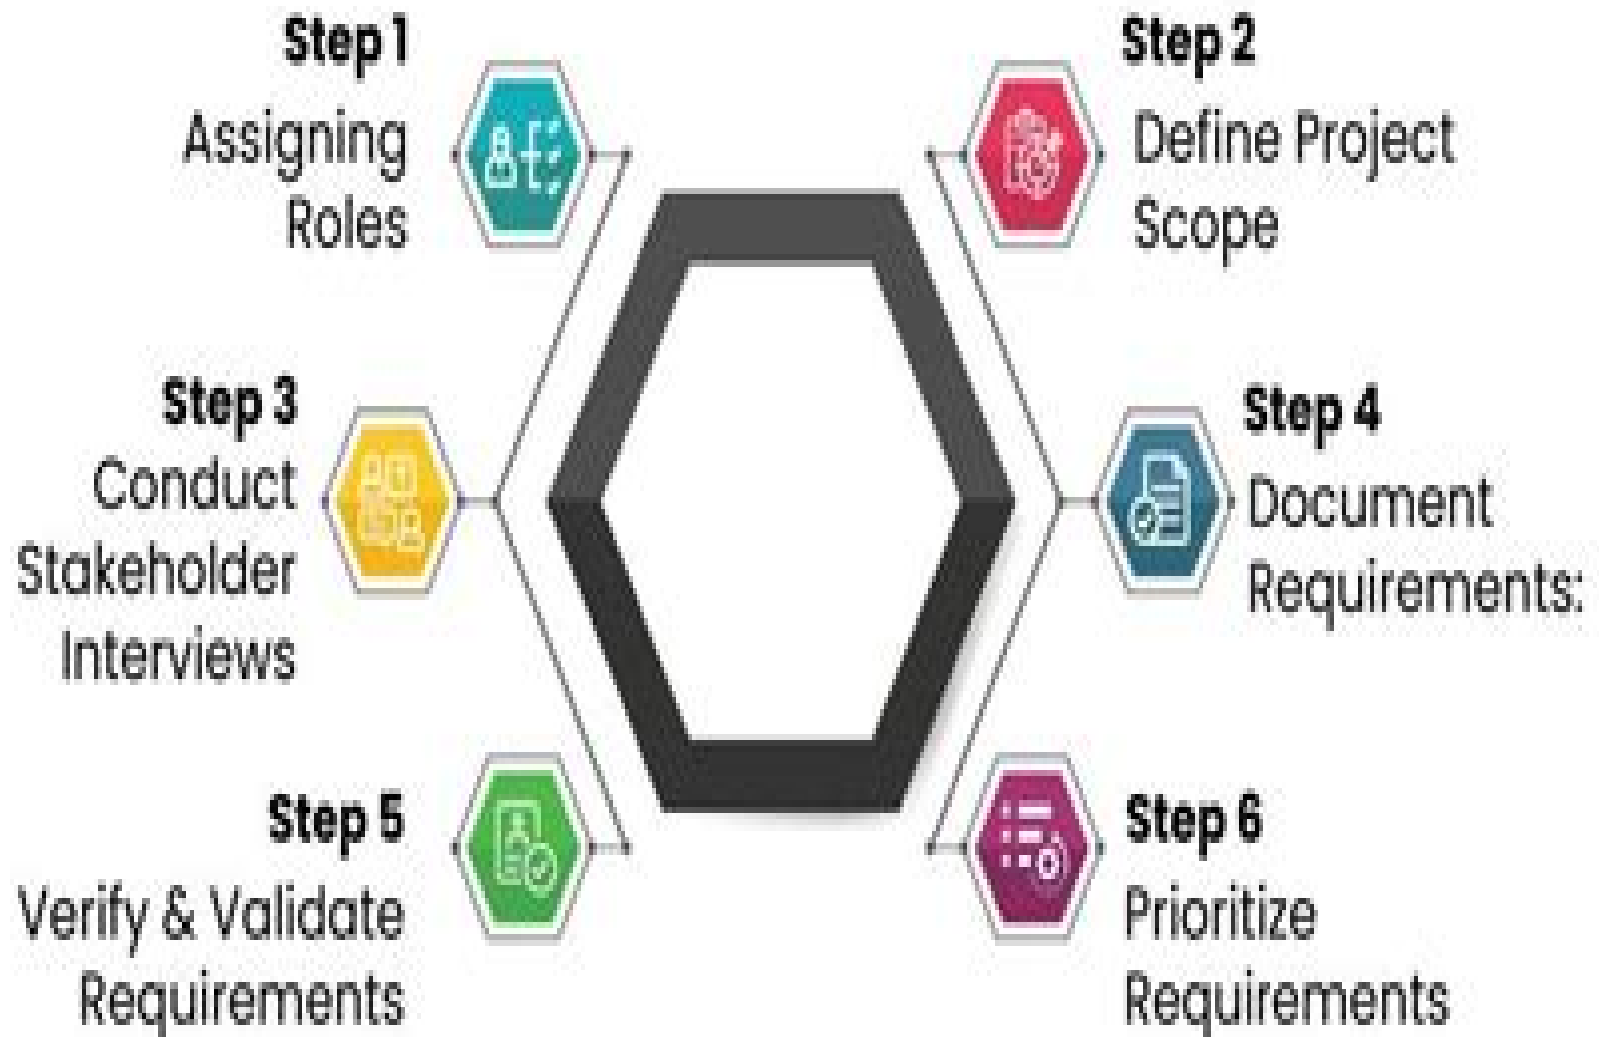 Step 1
Assigning
Roles
Step 2
Define Project
Scope
Step 3
Conduct
Stakeholder
Interviews
Step 4
Document
Requirements:
Step 5
Verify & Validate
Requirements
Step 6
Prioritize
Requirements